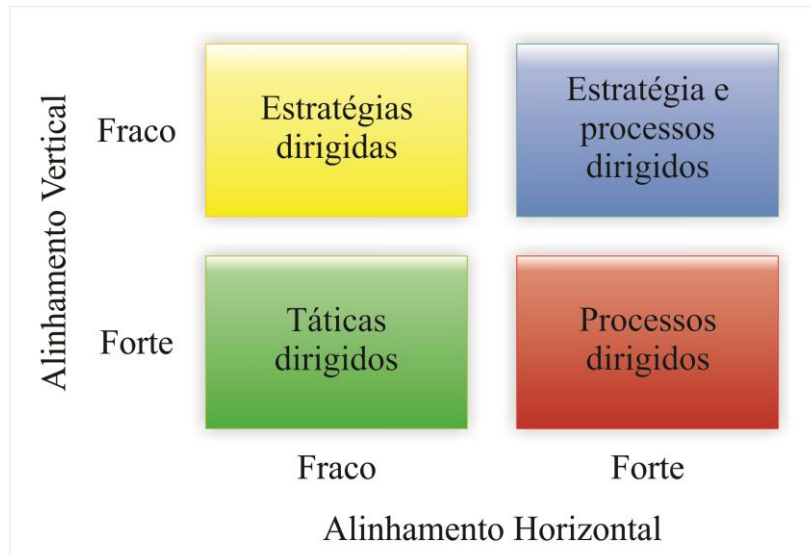 Alinhamento Vertical
Fraco
Estratégias
dirigidas
Estratégia e
processos
dirigidos
Forte
Táticas
dirigidos
Processos
dirigidos
Fraco
Forte
Alinhamento Horizontal